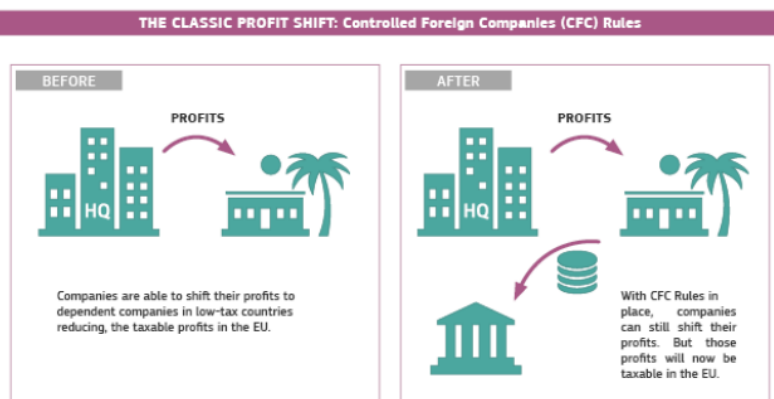 THE CLASSIC PROFIT SHIFT: Controlled Foreign Companies (CFC) Rules
BEFORE
PROFITS
HQ
Companies are able to shift their profits to
dependent companies in low-tax countries
reducing, the taxable profits in the EU.
AFTER
PROFITS
HQ
With CFC Rules in
place, companies
can still shift their
profits. But those
profits will now be
taxable in the EU.